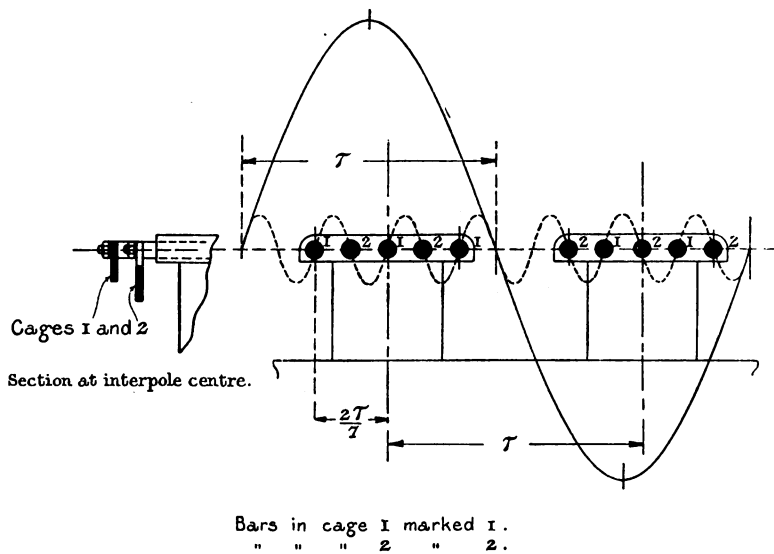 τ
1 2 1 2 1
2 1 2 1 2
Cages 1 and 2
Section at interpole centre.
2τ
7
τ
Bars in cage 1 marked 1.
" " " 2 " 2.